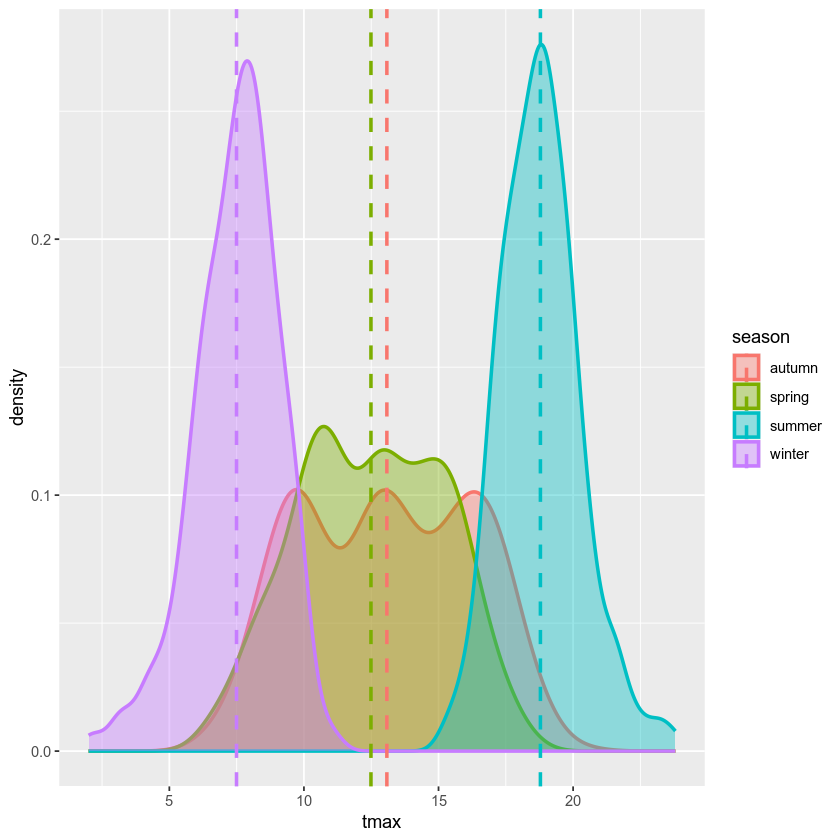 0.2
0.1
0.0
density
5
10
15
20
tmax
season
autumn
spring
summer
winter